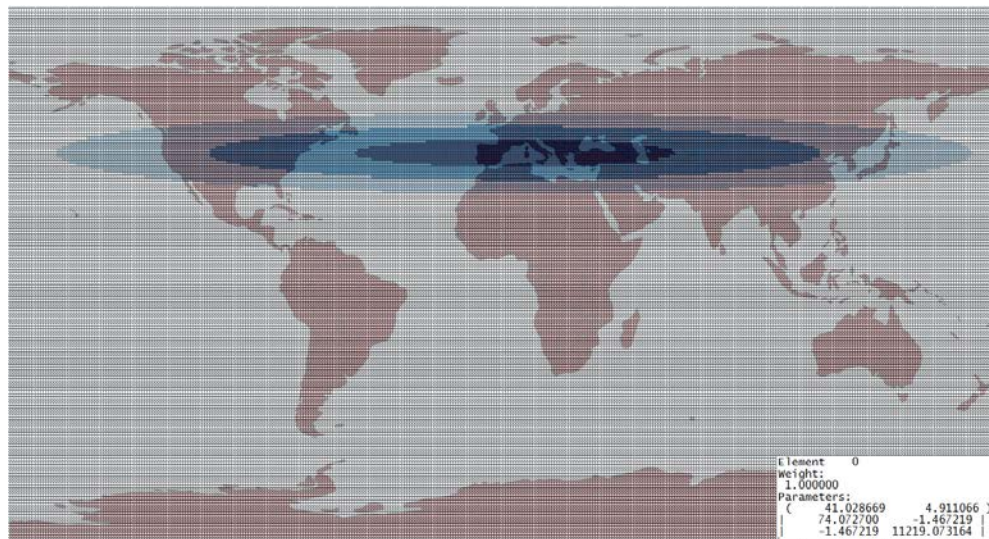 Element 0
Weight:
1.000000
Parameters:
( 41.028669 4.911066 )
| 74.072700 -1.467219 |
| -1.467219 11219.073164 |